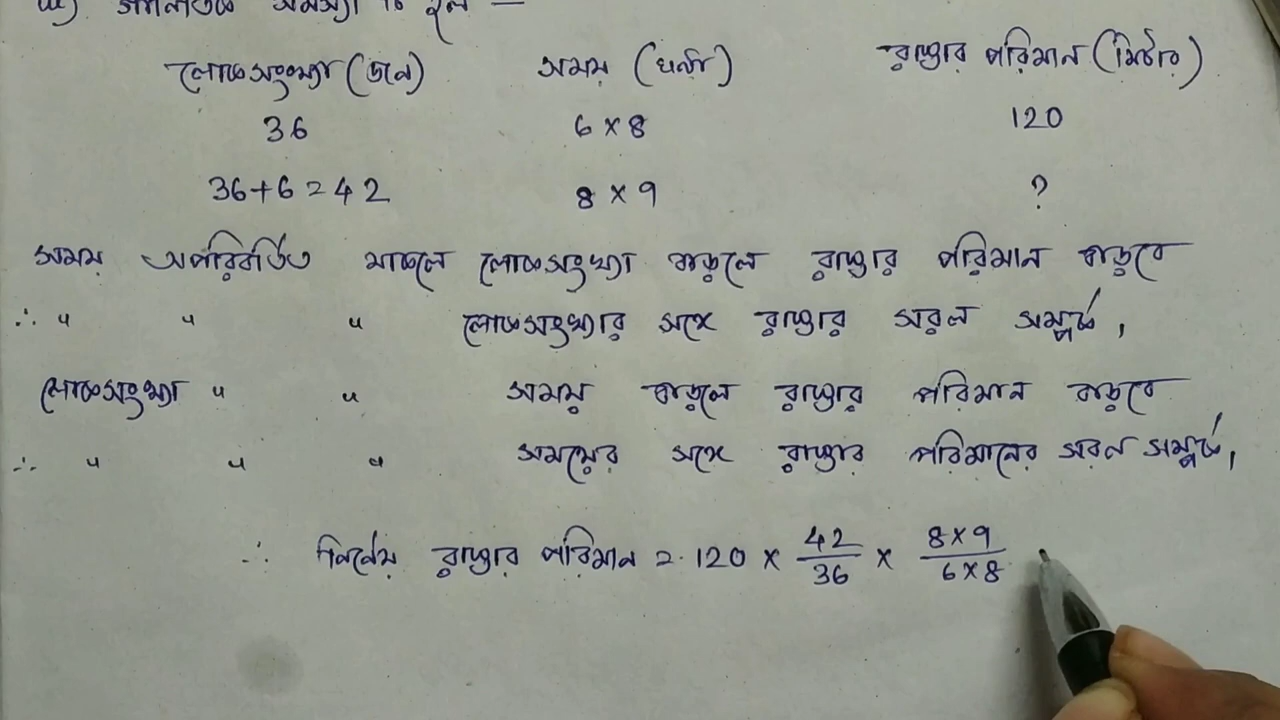 গণিতের সমস্যা টি হল —
লোকসংখ্যা (জনে) সময় (ঘন্টা) রাস্তার পরিমান (মিটার)
36 6 × 8 120
36+6=42 8 × 9 ?
সময় অপরিবর্তিত থাকলে লোকসংখ্যা বাড়লে রাস্তার পরিমান বাড়বে
∴ " " " লোকসংখ্যার সঙ্গে রাস্তার সরল সম্পর্ক,
লোকসংখ্যা " " সময় বাড়লে রাস্তার পরিমান বাড়বে
∴ " " " সময়ের সঙ্গে রাস্তার পরিমানের সরল সম্পর্ক,
∴ নির্নেয় রাস্তার পরিমান = 120 × 42/36 × 8×9/6×8